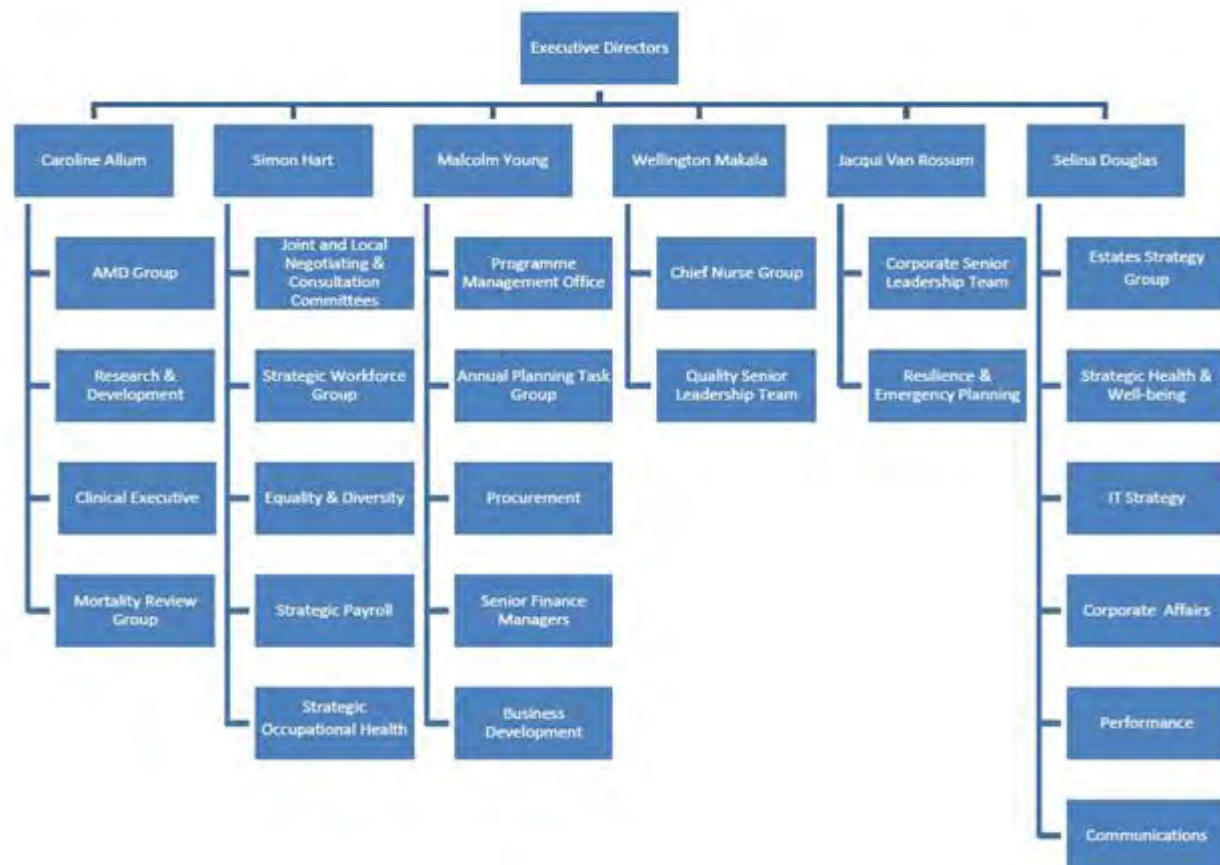 Executive Directors
Caroline Allum
Simon Hart
Malcolm Young
Wellington Makala
Jacqui Van Rossum
Selina Douglas
AMD Group
Research &
Development
Clinical Executive
Mortality Review
Group
Joint and Local
Negotiating &
Consultation
Committees
Strategic Workforce
Group
Equality & Diversity
Strategic Payroll
Strategic
Occupational Health
Programme
Management Office
Annual Planning Task
Group
Procurement
Senior Finance
Managers
Business
Development
Chief Nurse Group
Quality Senior
Leadership Team
Corporate Senior
Leadership Team
Resilience &
Emergency Planning
Estates Strategy
Group
Strategic Health &
Well-being
IT Strategy
Corporate Affairs
Performance
Communications